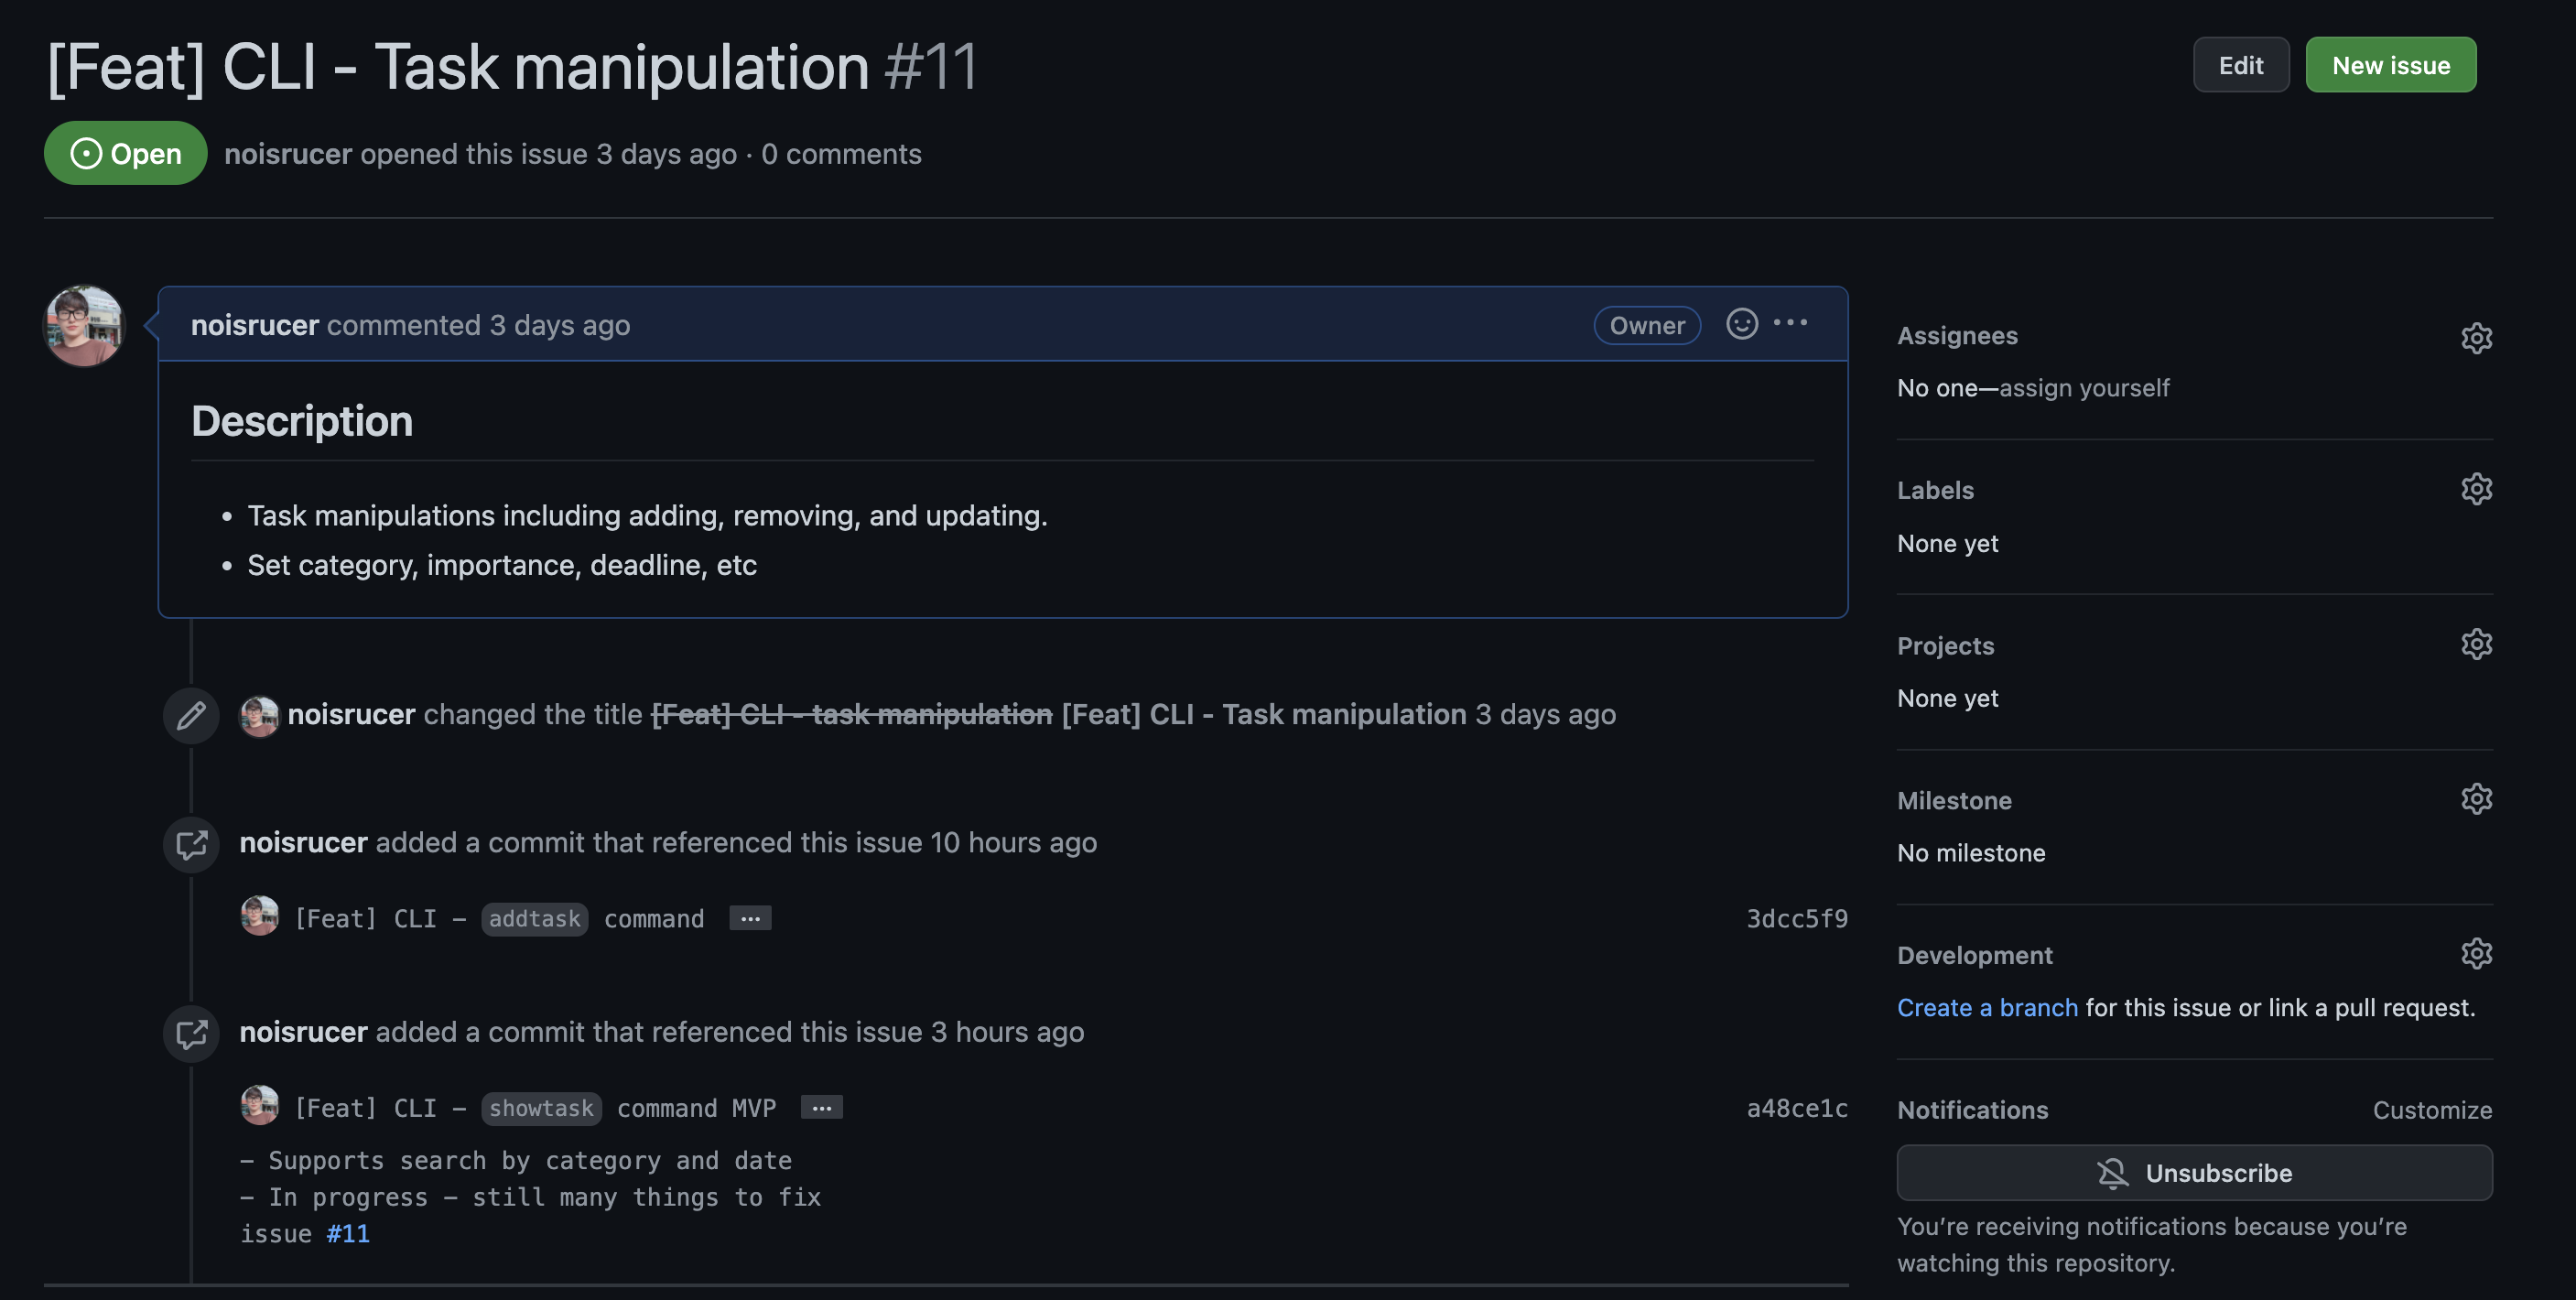 [Feat] CLI - Task manipulation #11
Edit
New issue
Open
noisrucer opened this issue 3 days ago · 0 comments
noisrucer commented 3 days ago
Owner
Description
• Task manipulations including adding, removing, and updating.
• Set category, importance, deadline, etc
noisrucer changed the title [Feat] CLI - task manipulation [Feat] CLI - Task manipulation 3 days ago
noisrucer added a commit that referenced this issue 10 hours ago
[Feat] CLI – addtask command ...
3dcc5f9
noisrucer added a commit that referenced this issue 3 hours ago
[Feat] CLI – showtask command MVP ...
a48ce1c
– Supports search by category and date
– In progress – still many things to fix
issue #11
Assignees
No one—assign yourself
Labels
None yet
Projects
None yet
Milestone
No milestone
Development
Create a branch for this issue or link a pull request.
Notifications
Customize
Unsubscribe
You’re receiving notifications because you’re
watching this repository.